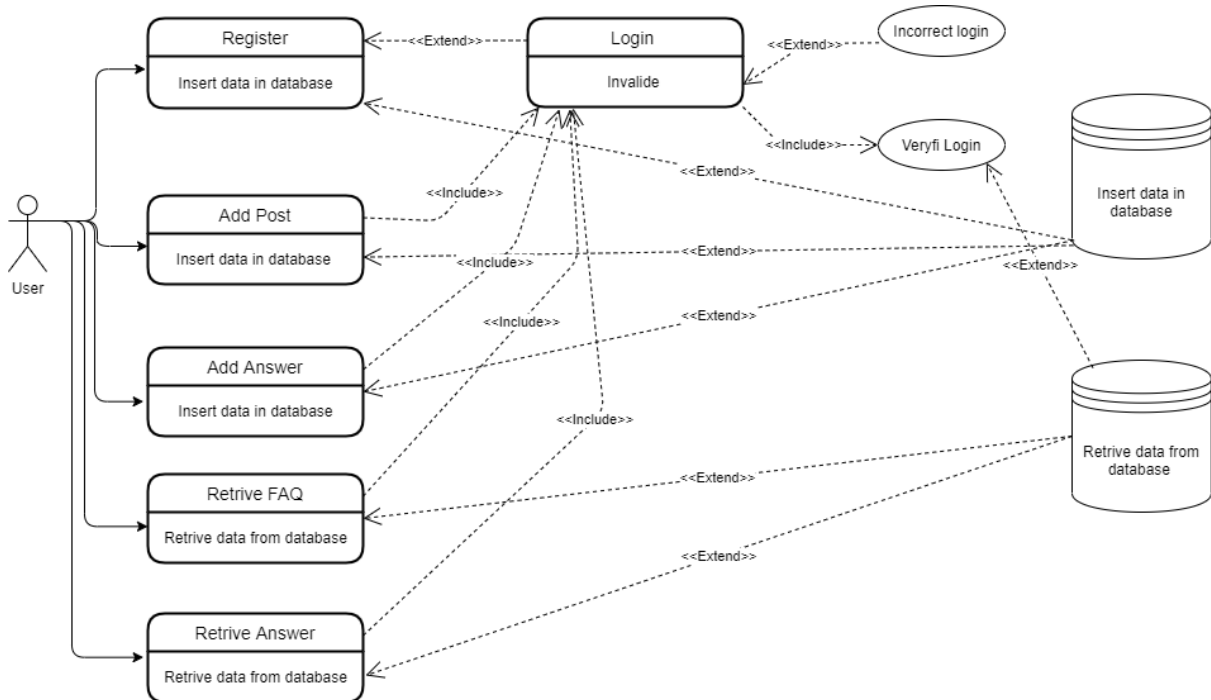 Register
Insert data in database
<<Extend>>
Login
Invalide
<<Extend>>
Incorrect login
<<Include>>
Veryfi Login
<<Extend>>
Insert data in
database
Add Post
Insert data in database
<<Include>>
<<Extend>>
User
<<Include>>
<<Extend>>
<<Extend>>
<<Include>>
Add Answer
Insert data in database
<<Include>>
Retrive data from
database
Retrive FAQ
Retrive data from database
<<Extend>>
<<Extend>>
Retrive Answer
Retrive data from database